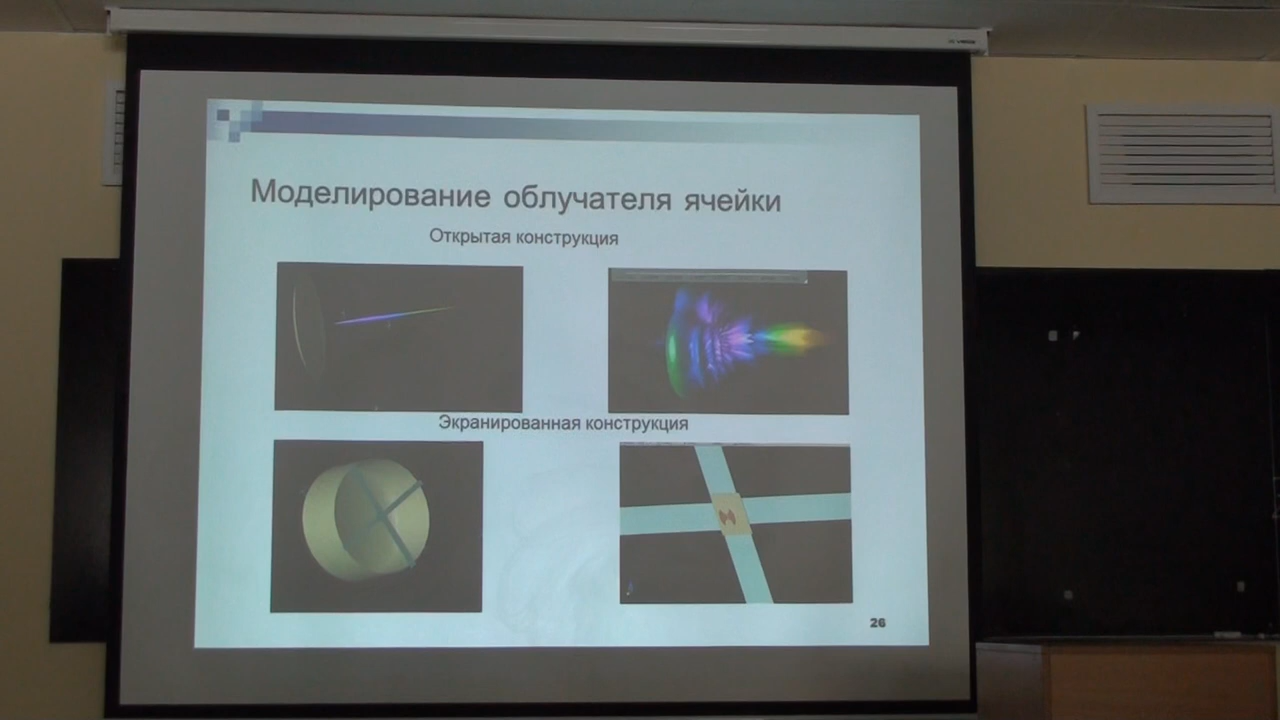 Моделирование облучателя ячейки
Открытая конструкция
Экранированная конструкция
26